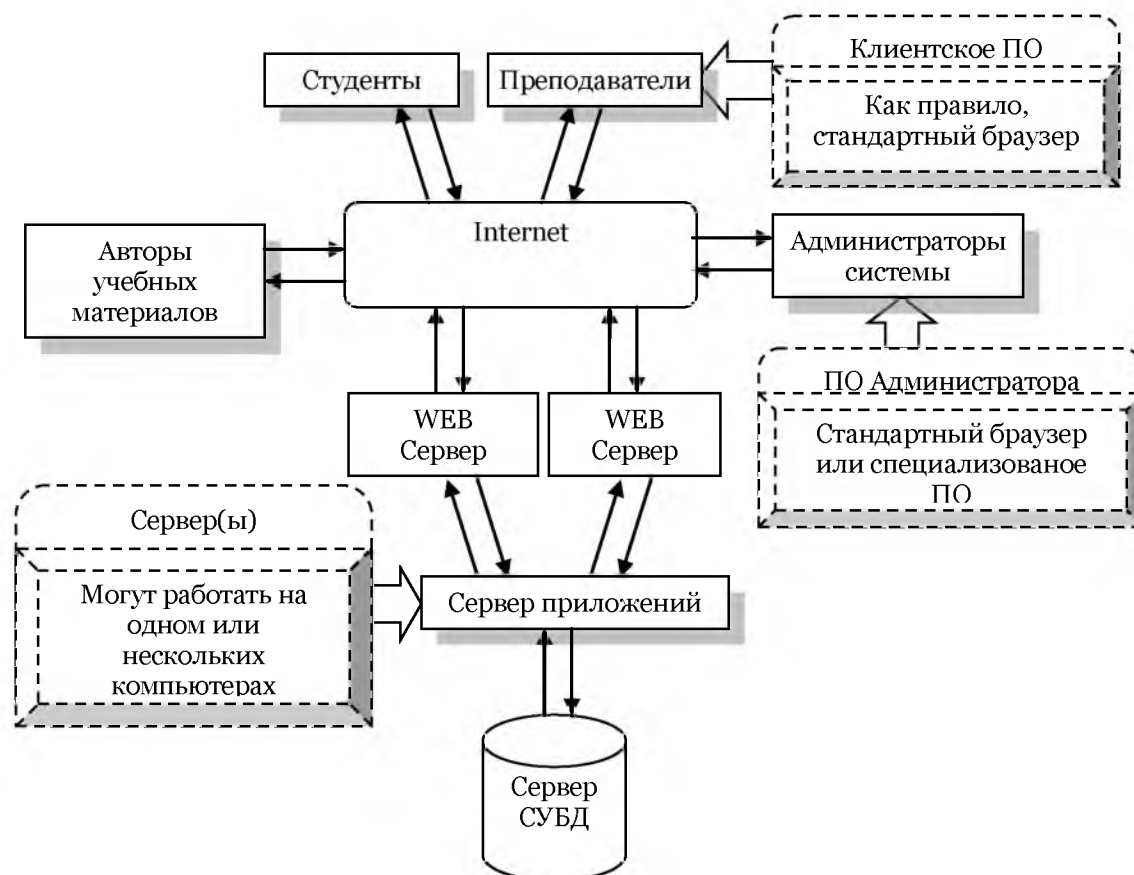 Студенты
Преподаватели
Клиентское ПО
Как правило,
стандартный браузер
Авторы
учебных
материалов
Internet
Администраторы
системы
ПО Администратора
Стандартный браузер
или специализованое
ПО
WEB
Сервер
WEB
Сервер
Сервер(ы)
Могут работать на
одном или
нескольких
компьютерах
Сервер приложений
Сервер
СУБД